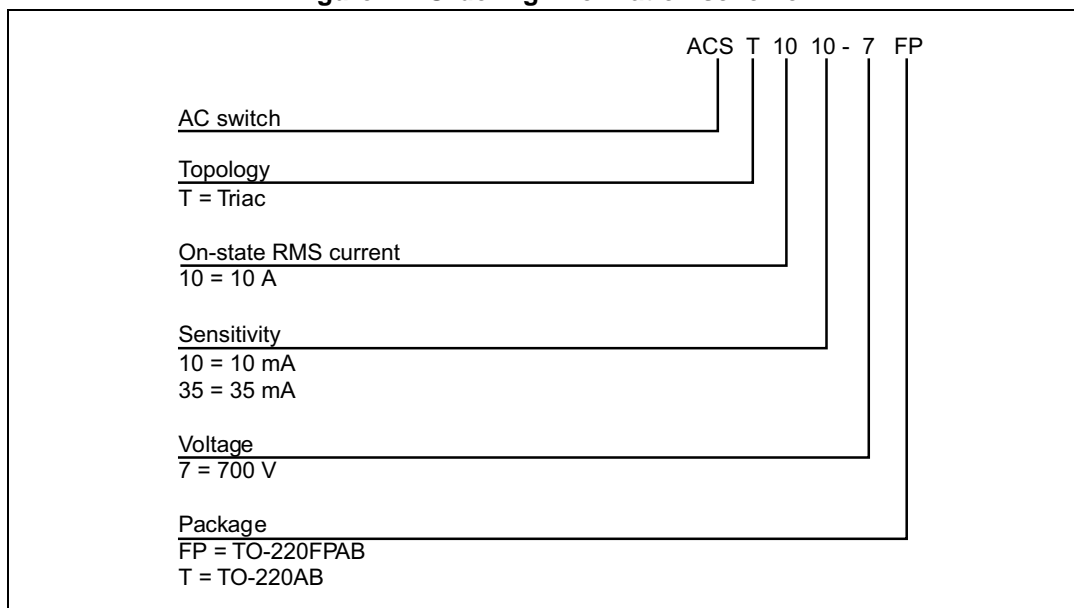 ACS T 10 10 - 7 FP
AC switch
Topology
T = Triac
On-state RMS current
10 = 10 A
Sensitivity
10 = 10 mA
35 = 35 mA
Voltage
7 = 700 V
Package
FP = TO-220FPAB
T = TO-220AB